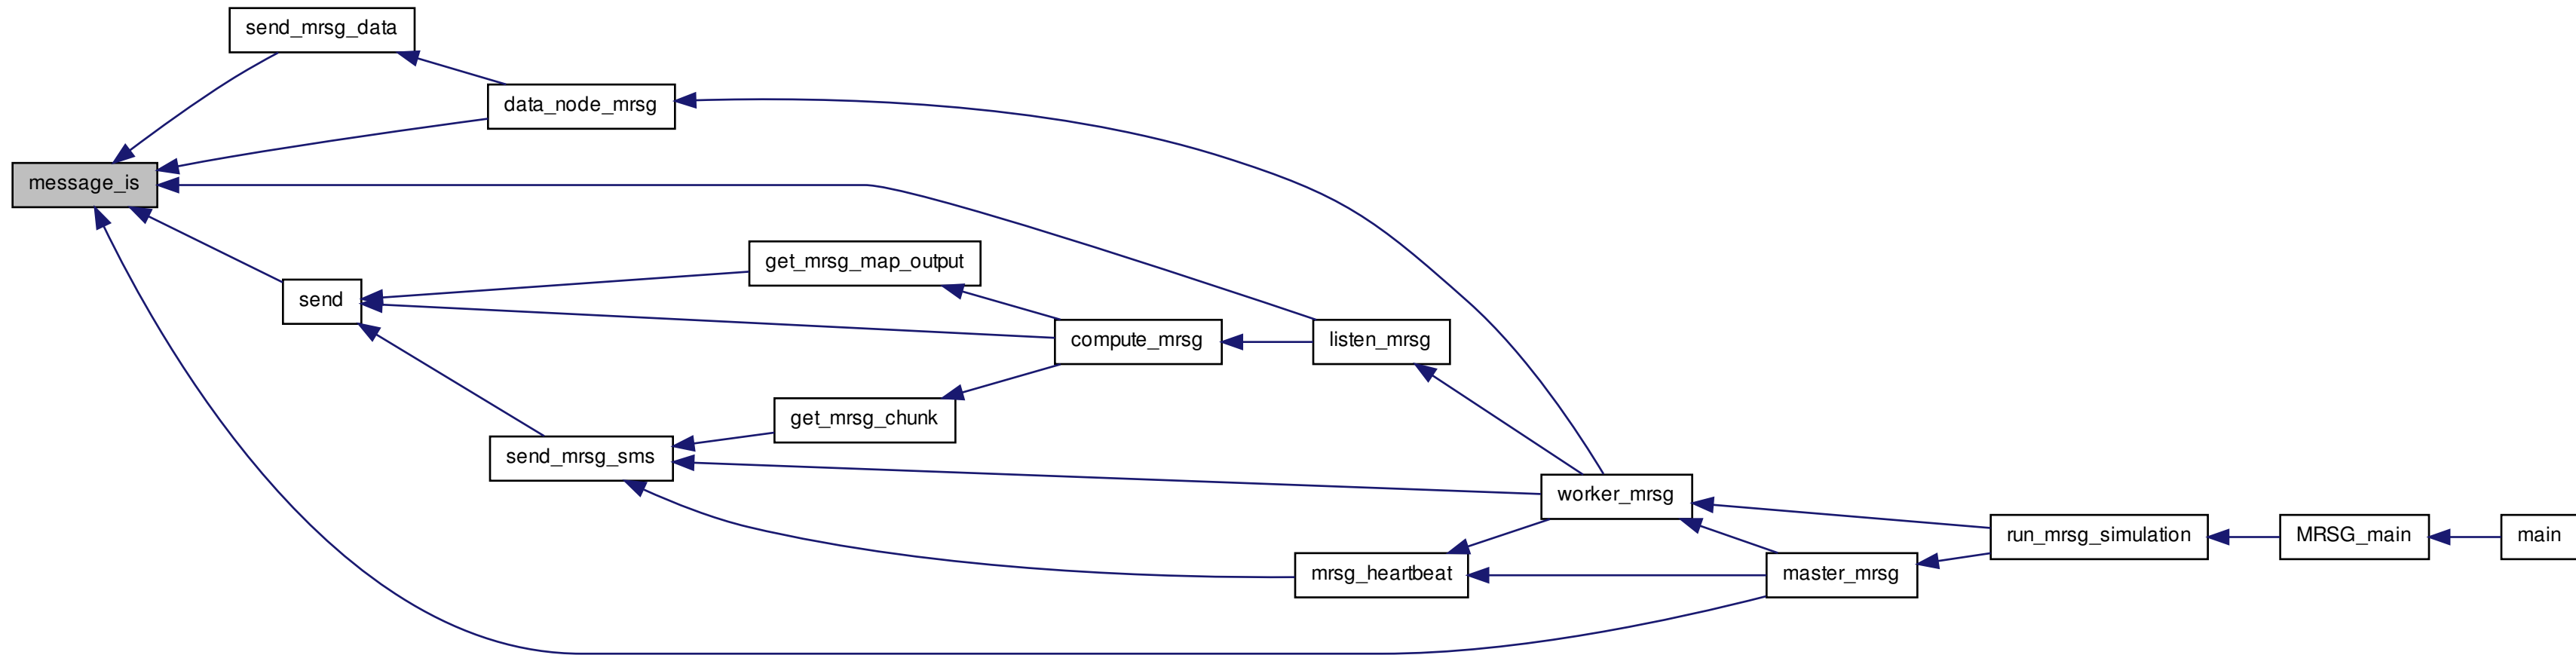 send_mrsg_data
data_node_mrsg
message_is
get_mrsg_map_output
send
compute_mrsg
listen_mrsg
get_mrsg_chunk
send_mrsg_sms
worker_mrsg
run_mrsg_simulation
MRSG_main
main
mrsg_heartbeat
master_mrsg